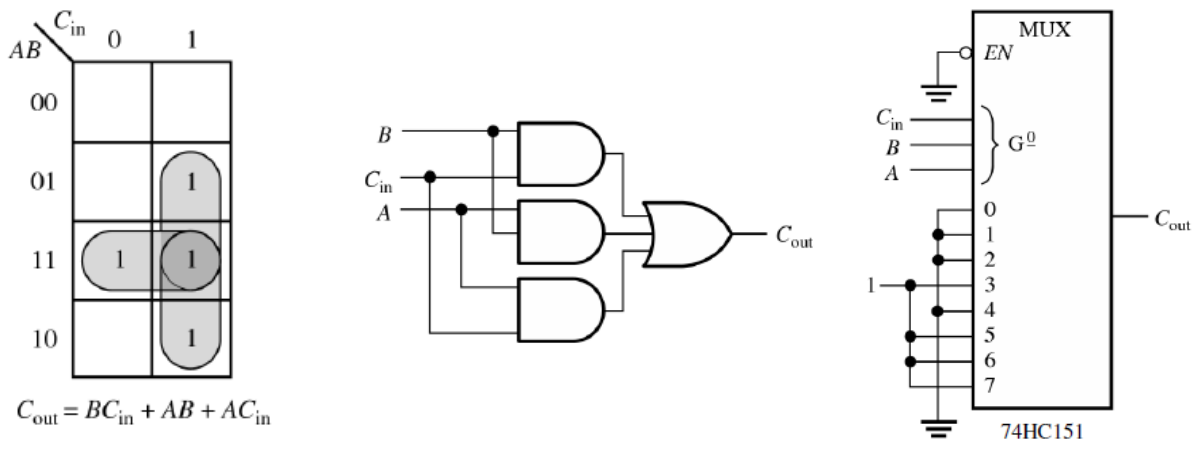 C_in
AB
0 1
00
01 1
11 1 1
10 1
C_out = BC_in + AB + AC_in
B
C_in
A
C_out
MUX
EN
C_in
B
A
G 0
0
1
2
1 3
4
5
6
7
C_out
74HC151